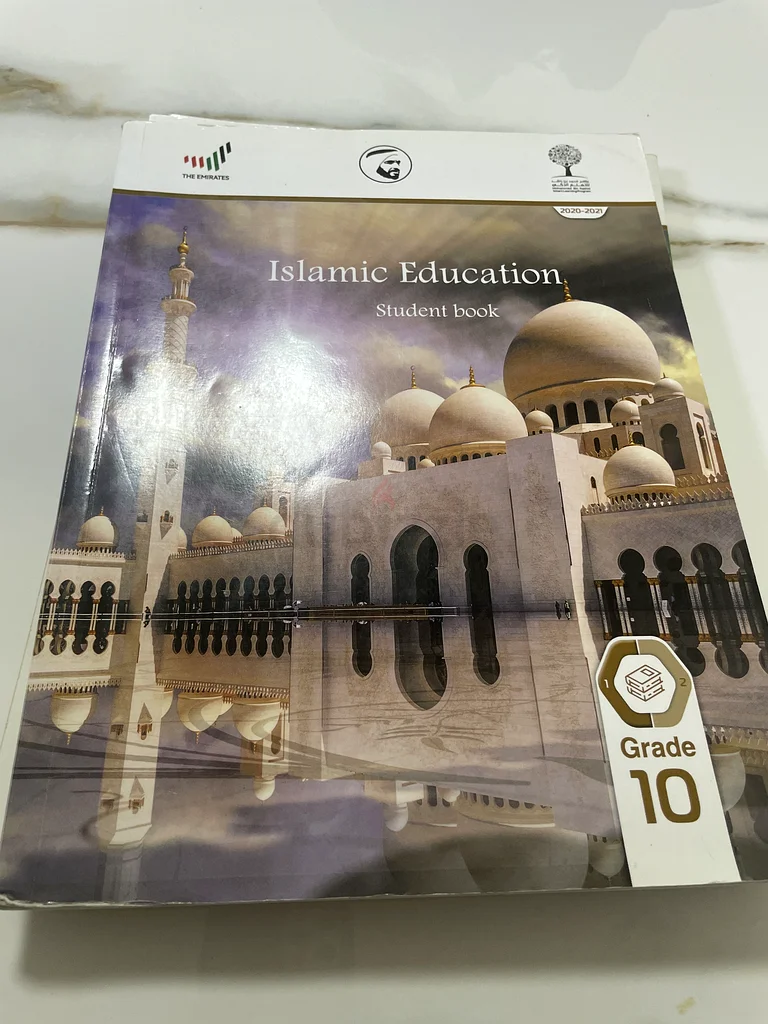 THE EMIRATES
2020-2021
Islamic Education
Student book
1
2
Grade
10